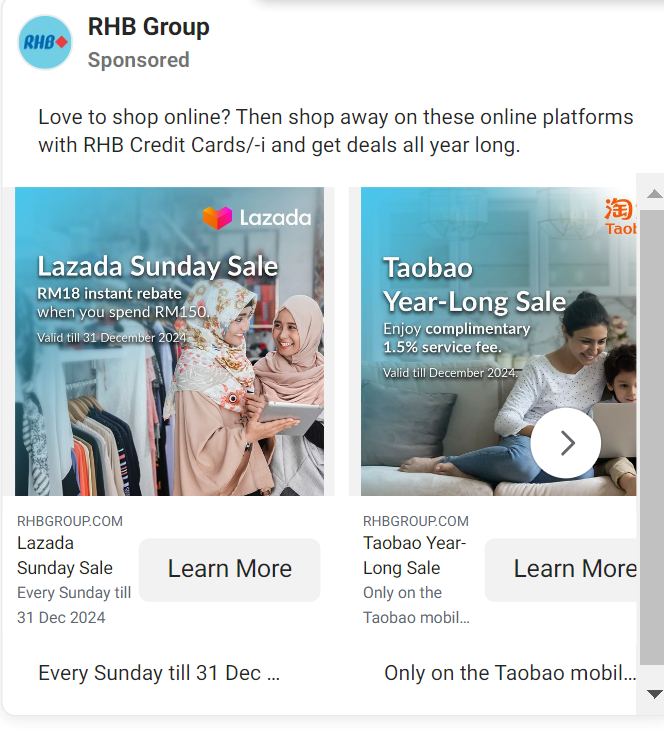 RHB
RHB Group
Sponsored
Love to shop online? Then shop away on these online platforms
with RHB Credit Cards/-i and get deals all year long.
Lazada
Lazada Sunday Sale
RM18 instant rebate
when you spend RM150.
Valid till 31 December 2024
淘
Taob
Taobao
Year-Long Sale
Enjoy complimentary
1.5% service fee.
Valid till December 2024.
RHBGROUP.COM
Lazada
Sunday Sale
Every Sunday till
31 Dec 2024
Learn More
RHBGROUP.COM
Taobao Year-
Long Sale
Only on the
Taobao mobil...
Learn More
Every Sunday till 31 Dec ...
Only on the Taobao mobil...